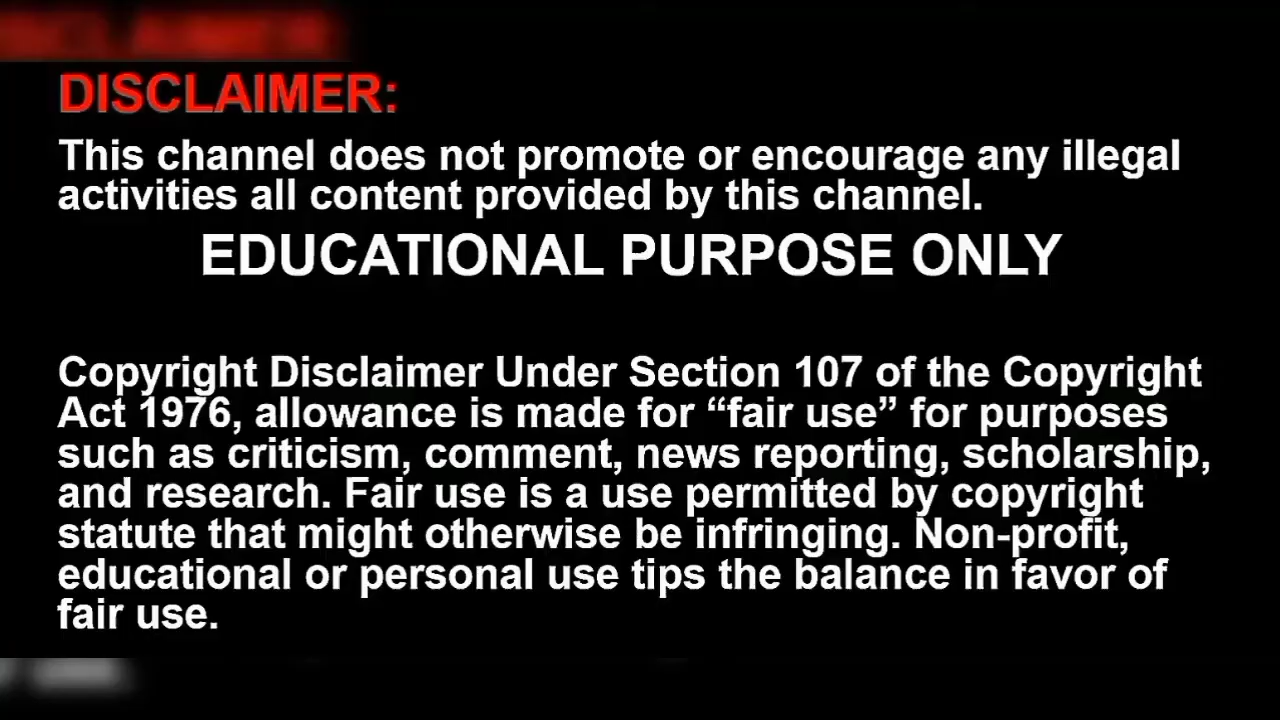 DISCLAIMER:
This channel does not promote or encourage any illegal
activities all content provided by this channel.
EDUCATIONAL PURPOSE ONLY
Copyright Disclaimer Under Section 107 of the Copyright
Act 1976, allowance is made for “fair use” for purposes
such as criticism, comment, news reporting, scholarship,
and research. Fair use is a use permitted by copyright
statute that might otherwise be infringing. Non-profit,
educational or personal use tips the balance in favor of
fair use.